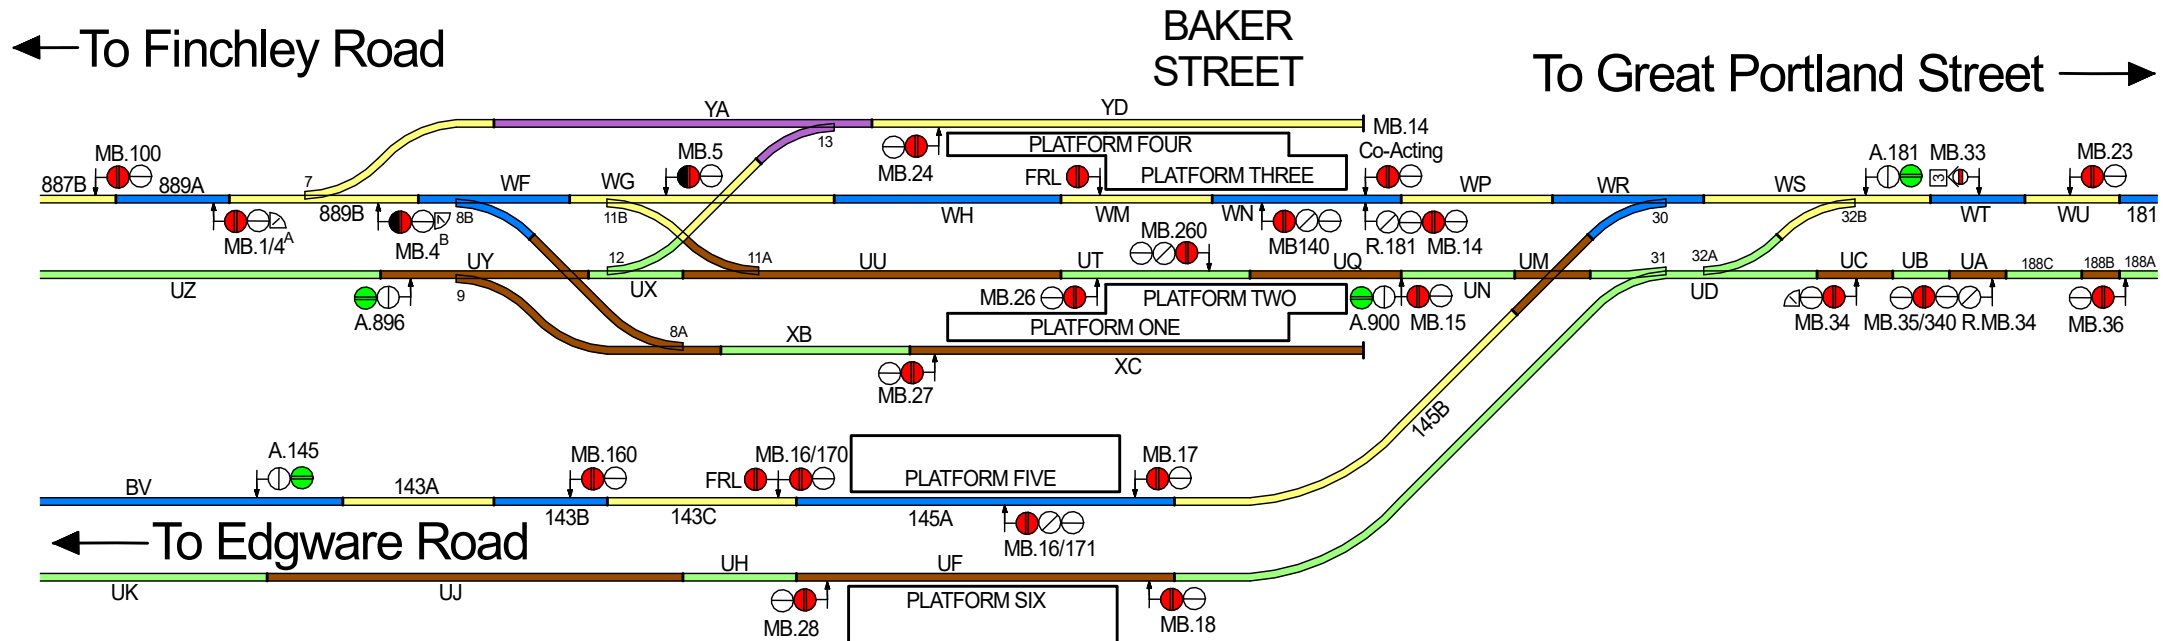 BAKER
STREET
To Finchley Road
To Great Portland Street
YA
YD
13
MB.24
PLATFORM FOUR
PLATFORM THREE
MB.14
Co-Acting
MB.100
887B
889A
7
889B
MB.1/4 A
MB.4 B
WF
8B
WG
11B
MB.5
WH
FRL
WM
WN
MB140
R.181
MB.14
WP
WR
30
WS
32B
A.181
MB.33
3
WT
MB.23
WU
181
UZ
UY
A.896
9
12
UX
11A
UU
UT
MB.260
MB.26
PLATFORM TWO
PLATFORM ONE
UQ
A.900
MB.15
UN
UM
31
32A
UD
UC
UB
UA
188C
188B
188A
MB.34
MB.35/340
R.MB.34
MB.36
8A
XB
MB.27
XC
145B
BV
A.145
143A
143B
MB.160
143C
FRL
MB.16/170
PLATFORM FIVE
145A
MB.16/171
MB.17
To Edgware Road
UK
UJ
UH
UF
MB.28
PLATFORM SIX
MB.18